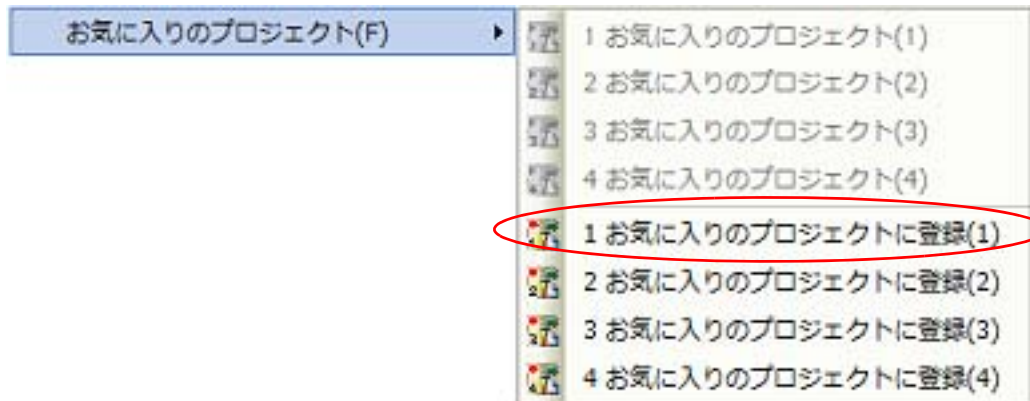 お気に入りのプロジェクト(F)
1 お気に入りのプロジェクト(1)
2 お気に入りのプロジェクト(2)
3 お気に入りのプロジェクト(3)
4 お気に入りのプロジェクト(4)
1 お気に入りのプロジェクトに登録(1)
2 お気に入りのプロジェクトに登録(2)
3 お気に入りのプロジェクトに登録(3)
4 お気に入りのプロジェクトに登録(4)